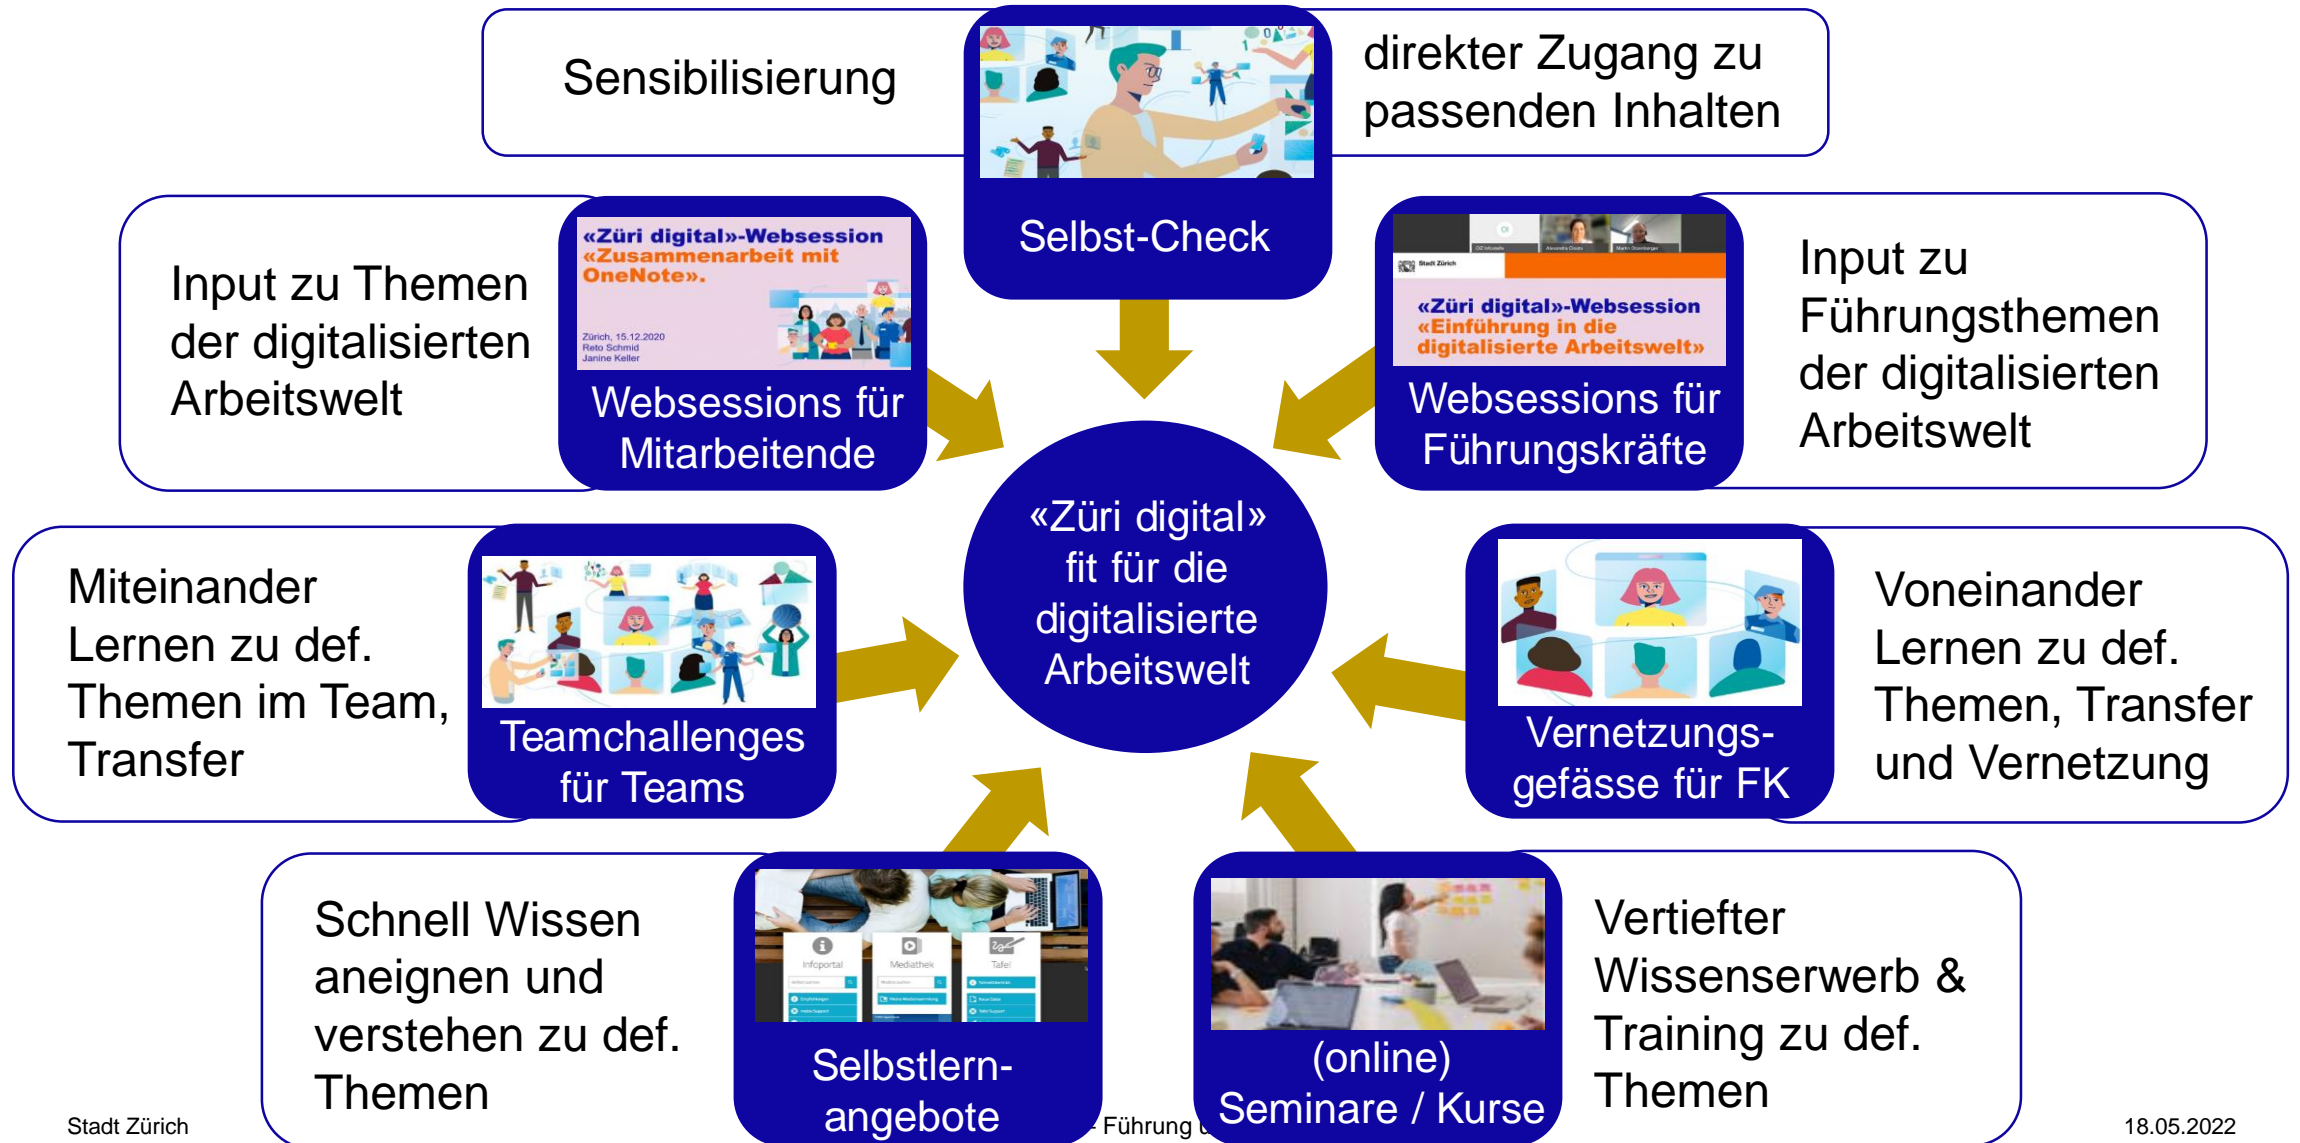 Sensibilisierung
direkter Zugang zu
passenden Inhalten
Selbst-Check
Input zu Themen
der digitalisierten
Arbeitswelt
«Züri digital»-Websession
«Zusammenarbeit mit
OneNote».
Zürich, 15.12.2020
Reto Schmid
Janine Keller
Websessions für
Mitarbeitende
Stadt Zürich
«Züri digital»-Websession
«Einführung in die
digitalisierte Arbeitswelt»
Websessions für
Führungskräfte
Input zu
Führungsthemen
der digitalisierten
Arbeitswelt
«Züri digital»
fit für die
digitalisierte
Arbeitswelt
Miteinander
Lernen zu def.
Themen im Team,
Transfer
Teamchallenges
für Teams
Vernetzungs-
gefässe für FK
Voneinander
Lernen zu def.
Themen, Transfer
und Vernetzung
Schnell Wissen
aneignen und
verstehen zu def.
Themen
Infoportal
Mediathek
Tafel
Selbstlern-
angebote
(online)
Seminare / Kurse
Vertiefter
Wissenserwerb &
Training zu def.
Themen
Stadt Zürich
- Führung
18.05.2022